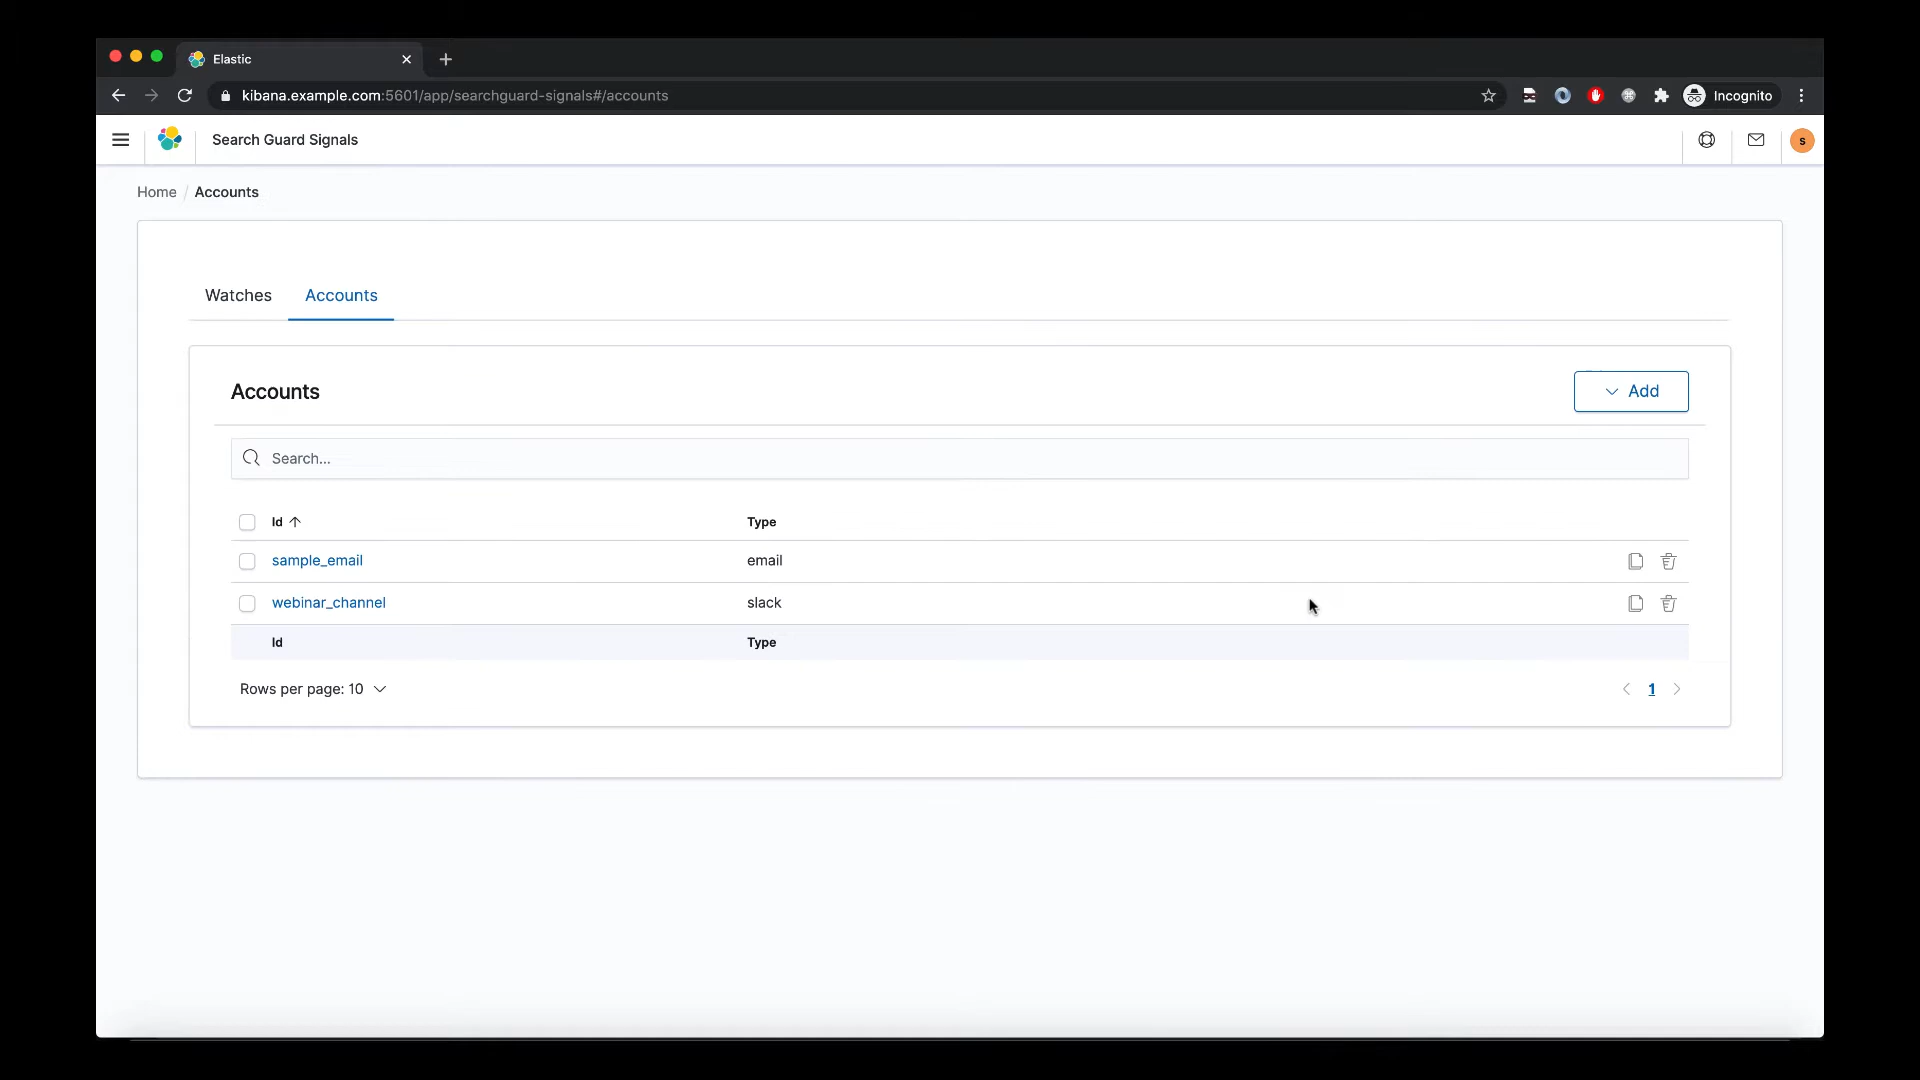 Elastic
kibana.example.com:5601/app/searchguard-signals#/accounts
Incognito
Search Guard Signals
s
Home / Accounts
Watches
Accounts
Accounts
Add
Search...
Id Type
sample_email email
webinar_channel slack
Id Type
Rows per page: 10
1